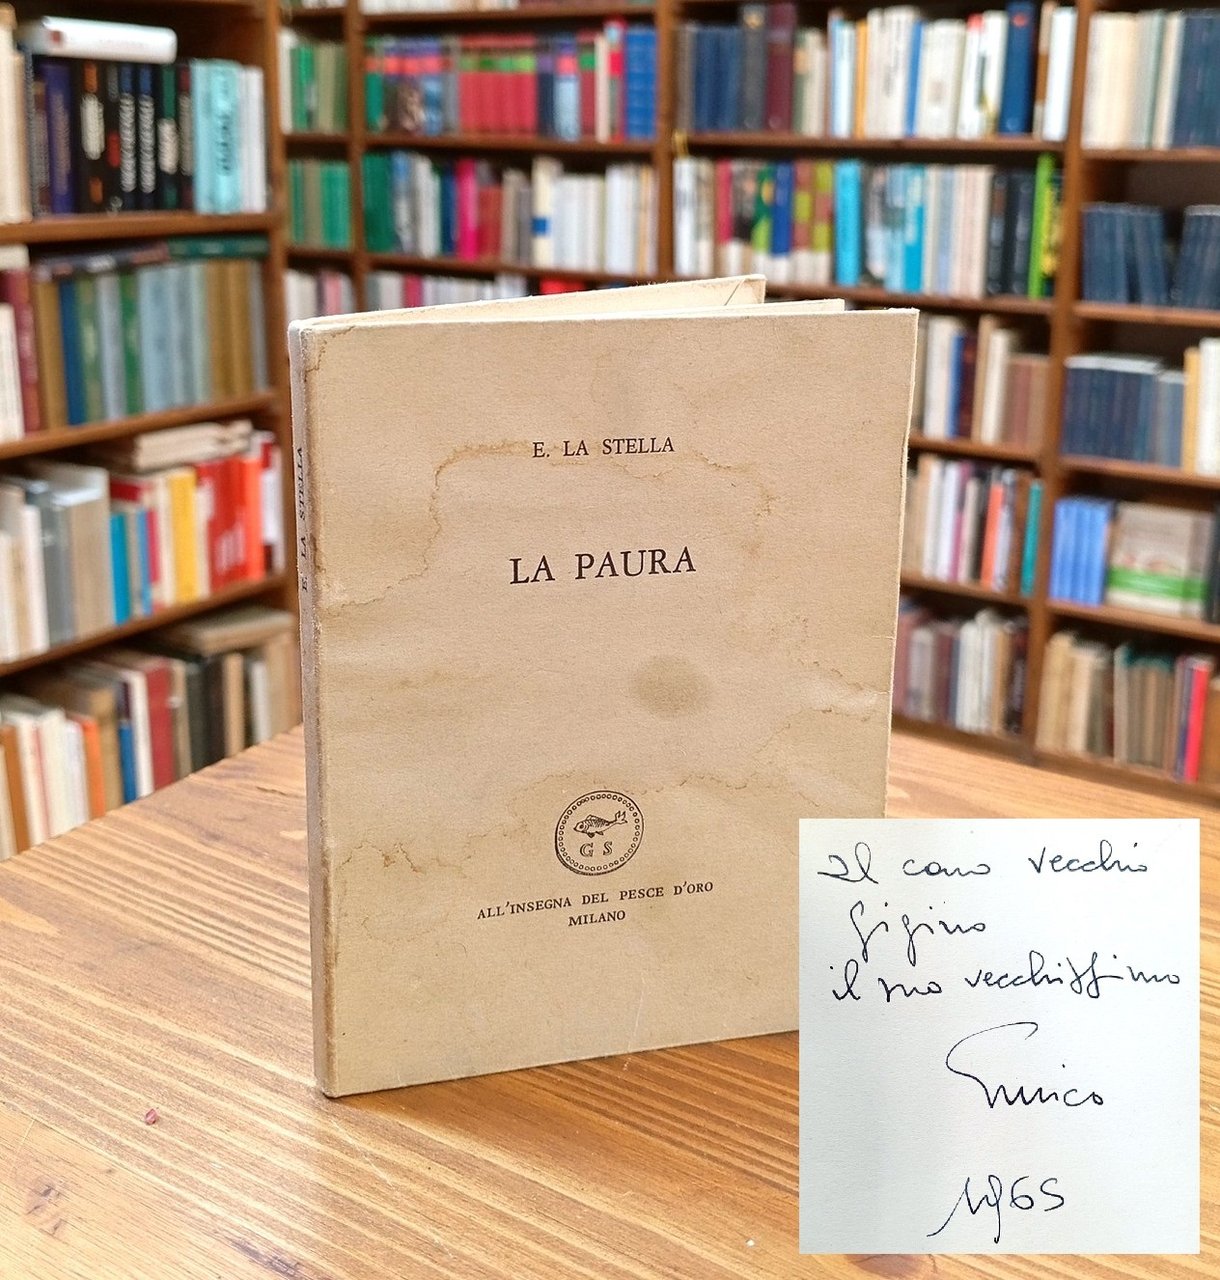 E. LA STELLA
E. LA STELLA
LA PAURA
G S
ALL'INSEGNA DEL PESCE D'ORO
MILANO
Al caro vecchio
Gigino
il suo vecchissimo
Enrico
1965